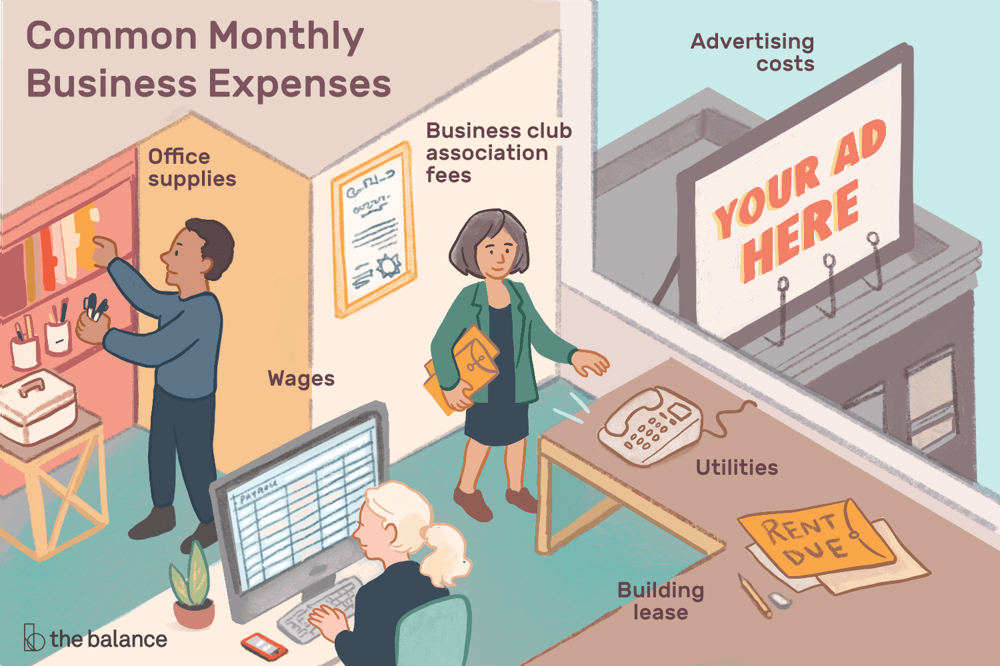 Common Monthly
Business Expenses
Advertising
costs
Office
supplies
Business club
association
fees
YOUR AD
HERE
Wages
PAYROLL
Utilities
RENT
DUE
Building
lease
the balance